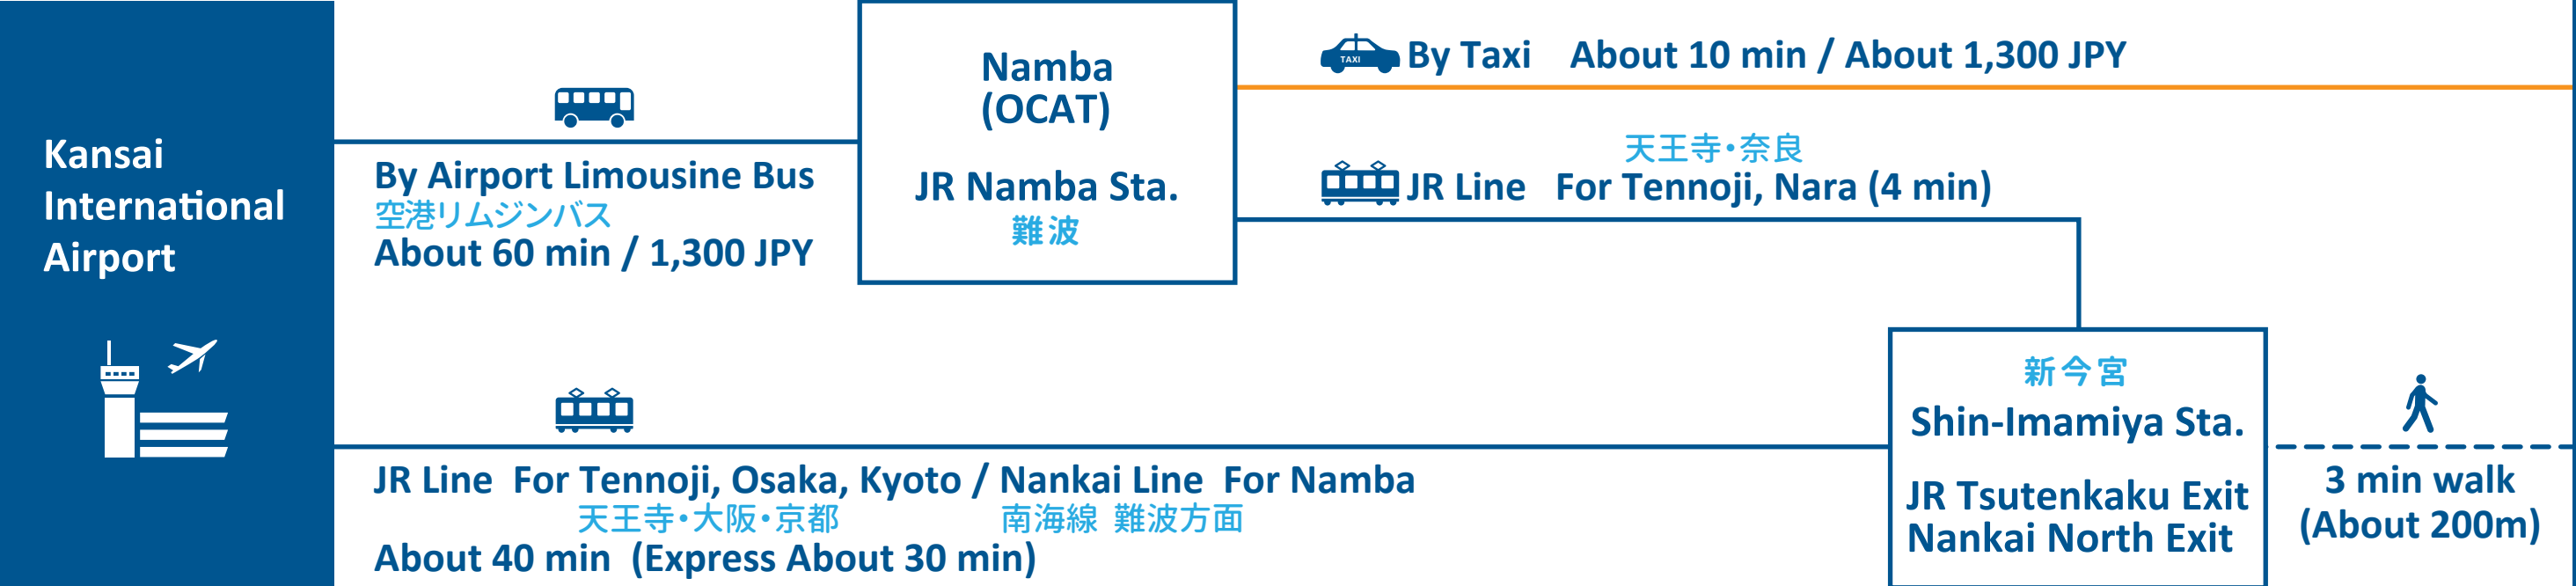 Kansai
International
Airport
By Airport Limousine Bus
空港リムジンバス
About 60 min / 1,300 JPY
Namba
(OCAT)
JR Namba Sta.
難波
TAXI
By Taxi About 10 min / About 1,300 JPY
天王寺・奈良
JR Line For Tennoji, Nara (4 min)
JR Line For Tennoji, Osaka, Kyoto / Nankai Line For Namba
天王寺・大阪・京都 南海線 難波方面
About 40 min (Express About 30 min)
新今宮
Shin-Imamiya Sta.
JR Tsutenkaku Exit
Nankai North Exit
3 min walk
(About 200m)